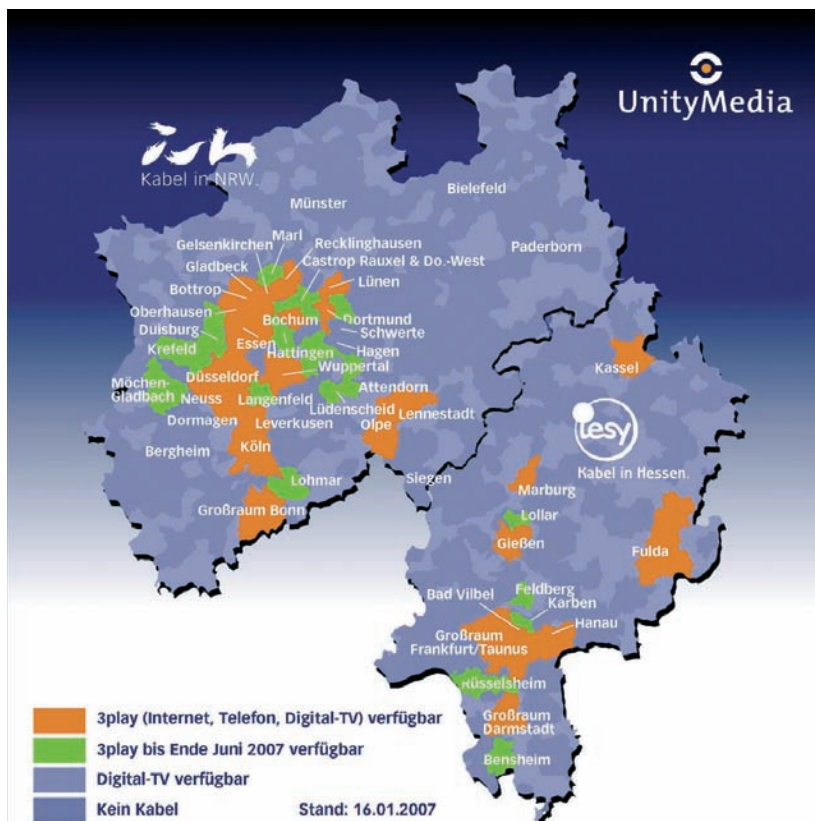 UnityMedia
ish
Kabel in NRW.
Bielefeld
Münster
Paderborn
Marl
Gelsenkirchen
Recklinghausen
Castrop Rauxel & Do.-West
Gladbeck
Lünen
Bottrop
Oberhausen
Bochum
Dortmund
Duisburg
Schwerte
Essen
Krefeld
Hattingen
Hagen
Kassel
Wuppertal
Düsseldorf
Möchen-
Gladbach
Attendorn
Neuss
Langenfeld
Lüdenscheid
Lennestadt
Dormagen
Leverkusen
Olpe
iesy
Bergheim
Köln
Kabel in Hessen.
Lohmar
Siegen
Marburg
Großraum Bonn
Lollar
Gießen
Fulda
Feldberg
Bad Vilbel
Karben
Hanau
Großraum
Frankfurt/Taunus
Rüsselsheim
Großraum
Darmstadt
Bensheim
3play (Internet, Telefon, Digital-TV) verfügbar
3play bis Ende Juni 2007 verfügbar
Digital-TV verfügbar
Kein Kabel
Stand: 16.01.2007